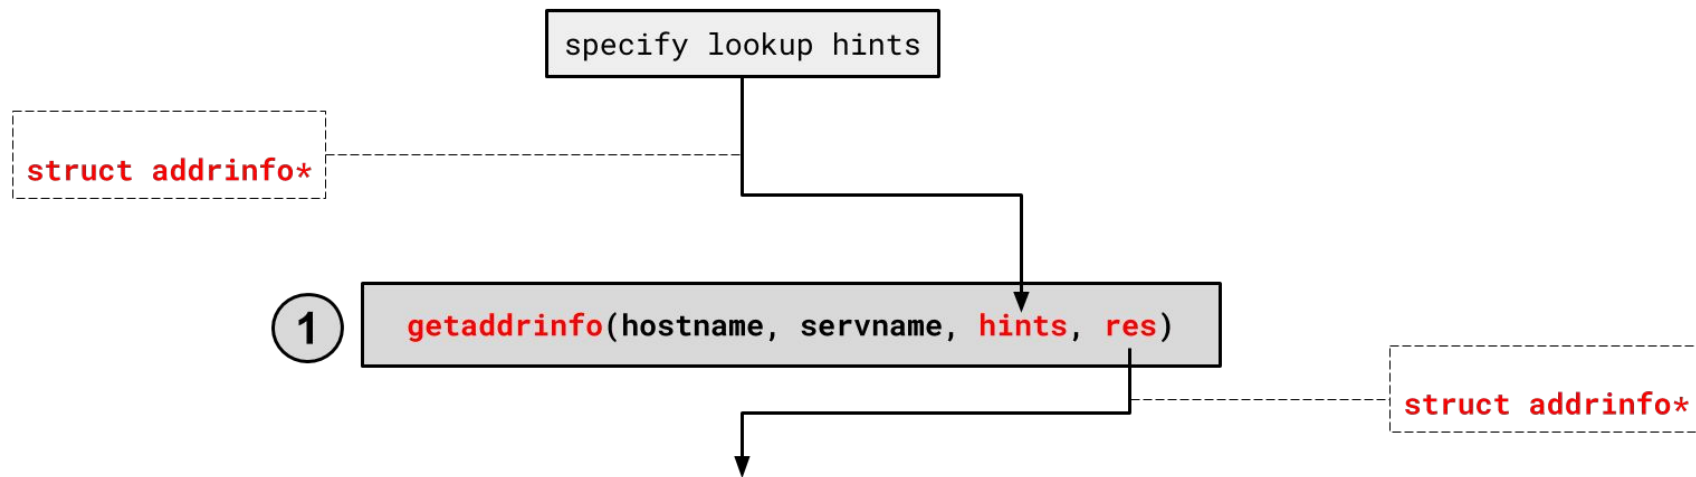 specify lookup hints
struct addrinfo*
1
getaddrinfo(hostname, servname, hints, res)
struct addrinfo*